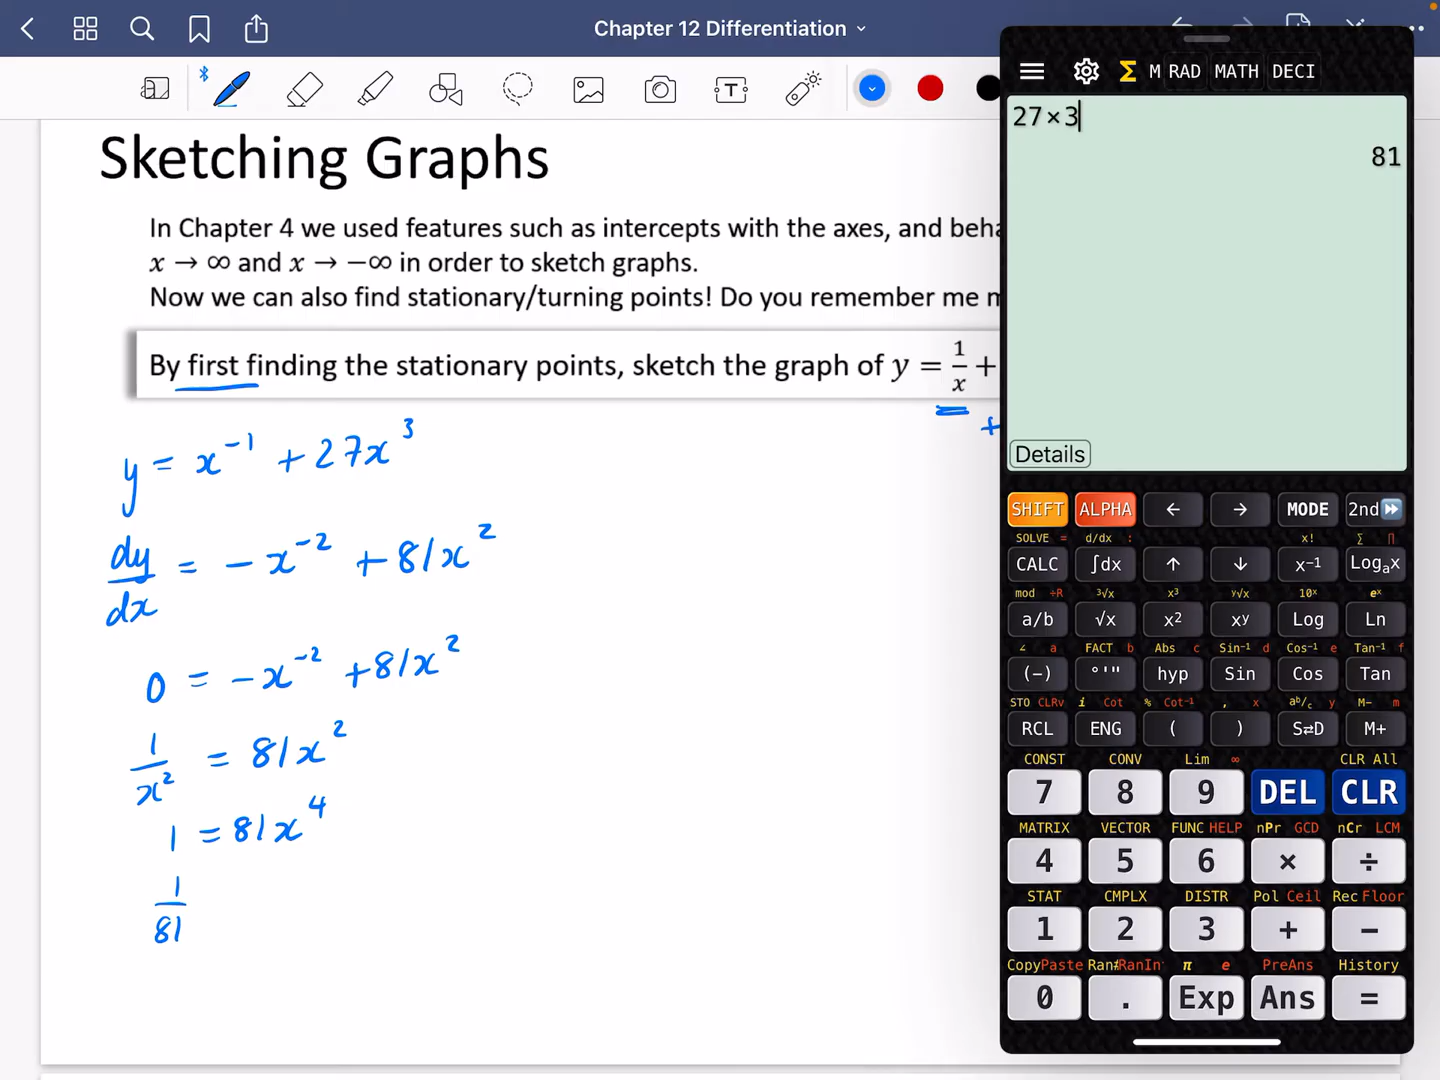 Chapter 12 Differentiation
Sketching Graphs
In Chapter 4 we used features such as intercepts with the axes, and beha
x → ∞ and x → −∞ in order to sketch graphs.
Now we can also find stationary/turning points! Do you remember me m
By first finding the stationary points, sketch the graph of y = 1/x +
+
y = x⁻¹ + 27x³
dy/dx = −x⁻² + 81x²
0 = −x⁻² + 81x²
1/x² = 81x²
1 = 81x⁴
1/81
Σ M RAD MATH DECI
27×3
81
Details
SHIFT ALPHA ← → MODE 2nd
SOLVE = d/dx : x! Σ Π
CALC ∫dx ↑ ↓ x⁻¹ Logₐx
mod ÷R ³√x x³ ʸ√x 10ˣ eˣ
a/b √x x² xʸ Log Ln
∠ a FACT b Abs c Sin⁻¹ d Cos⁻¹ e Tan⁻¹ f
(−) °'" hyp Sin Cos Tan
STO CLRv i Cot % Cot⁻¹ , x aᵇ/c y M− m
RCL ENG ( ) S⇄D M+
CONST CONV Lim ∞ CLR All
7 8 9 DEL CLR
MATRIX VECTOR FUNC HELP nPr GCD nCr LCM
4 5 6 × ÷
STAT CMPLX DISTR Pol Ceil Rec Floor
1 2 3 + −
Copy Paste Ran# RanIn π e PreAns History
0 . Exp Ans =